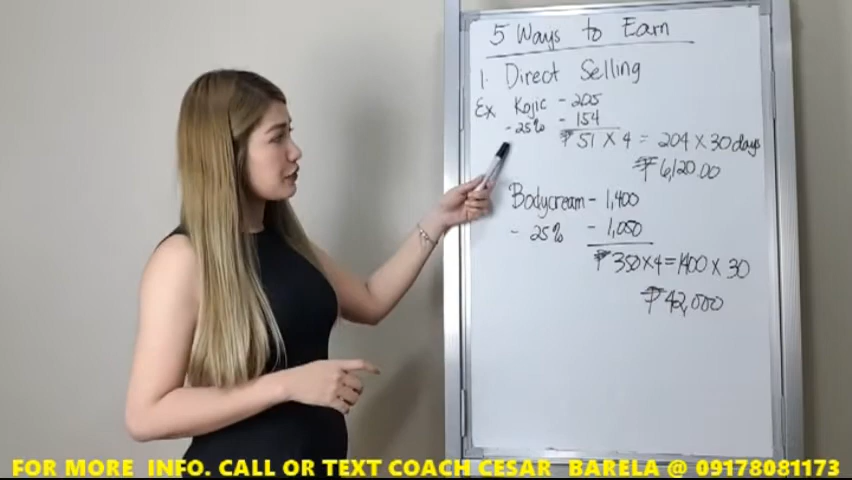 5 Ways to Earn
1. Direct Selling
Ex Kojic - 205
- 25% - 154
₱ 51 X 4 = 204 X 30 days
₱ 6,120.00
Bodycream - 1,400
- 25% - 1,050
₱ 350 X 4 = 1400 X 30
₱ 42,000
FOR MORE INFO. CALL OR TEXT COACH CESAR BARELA @ 09178081173